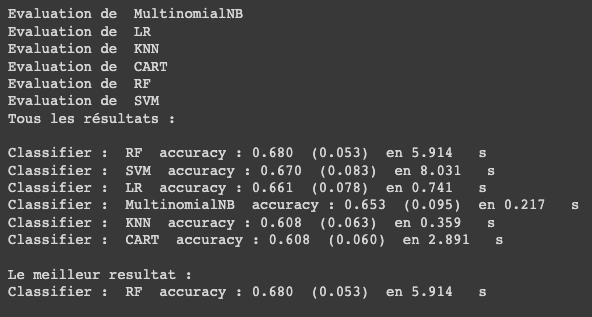 Evaluation de  MultinomialNB
Evaluation de  LR
Evaluation de  KNN
Evaluation de  CART
Evaluation de  RF
Evaluation de  SVM
Tous les résultats :
Classifier :  RF  accuracy : 0.680  (0.053)  en 5.914   s
Classifier :  SVM  accuracy : 0.670  (0.083)  en 8.031   s
Classifier :  LR  accuracy : 0.661  (0.078)  en 0.741   s
Classifier :  MultinomialNB  accuracy : 0.653  (0.095)  en 0.217   s
Classifier :  KNN  accuracy : 0.608  (0.063)  en 0.359   s
Classifier :  CART  accuracy : 0.608  (0.060)  en 2.891   s
Le meilleur resultat :
Classifier :  RF  accuracy : 0.680  (0.053)  en 5.914   s